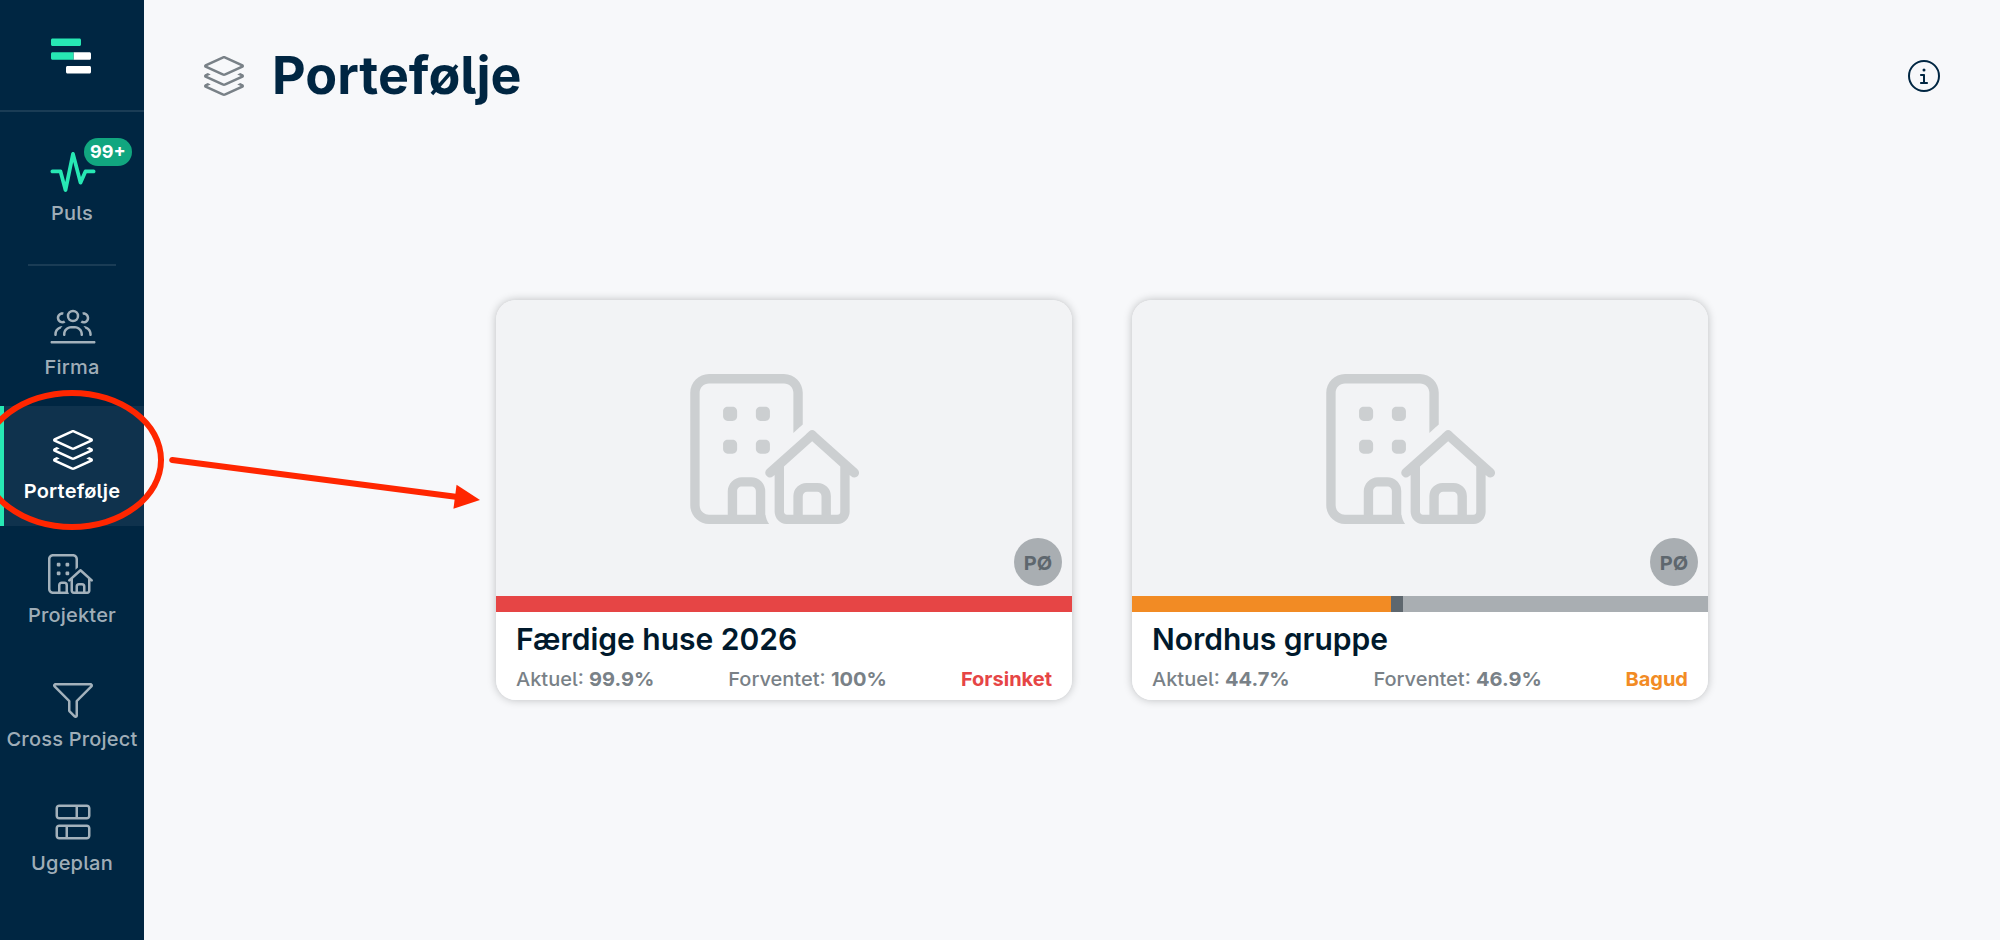 Portefølje
99+
Puls
Firma
Portefølje
Projekter
Cross Project
Ugeplan
PØ
Færdige huse 2026
Aktuel: 99.9% Forventet: 100% Forsinket
PØ
Nordhus gruppe
Aktuel: 44.7% Forventet: 46.9% Bagud